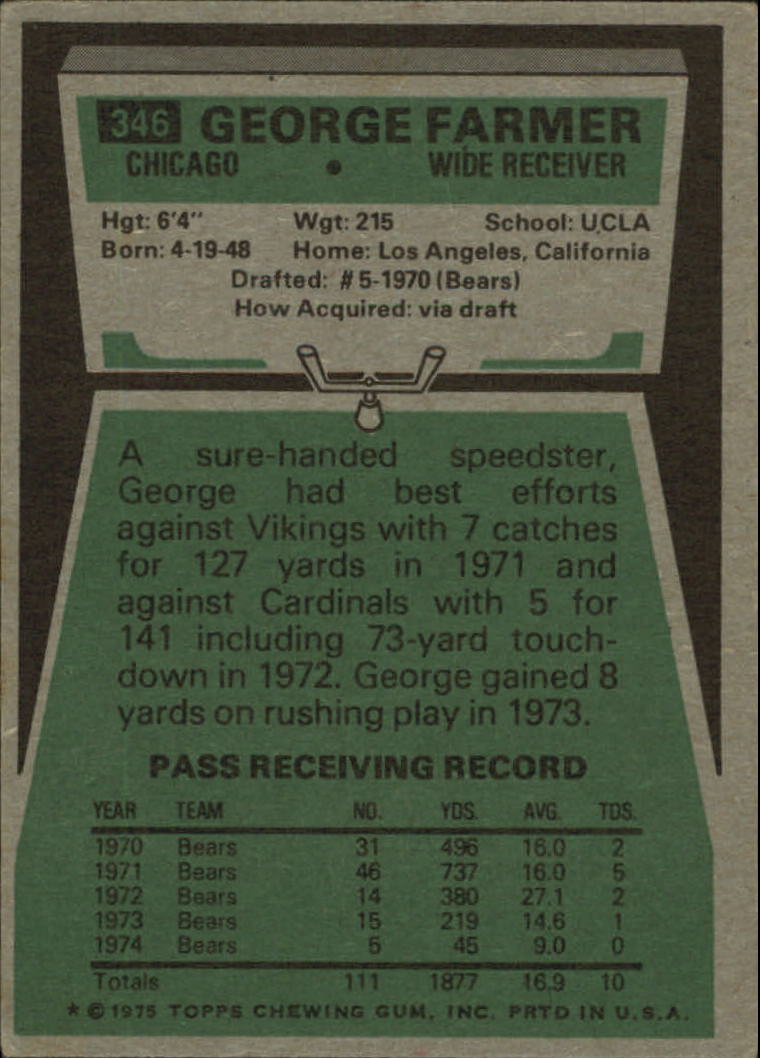 346 GEORGE FARMER
CHICAGO • WIDE RECEIVER
Hgt: 6'4" Wgt: 215 School: UCLA
Born: 4-19-48 Home: Los Angeles, California
Drafted: #5-1970 (Bears)
How Acquired: via draft
A sure-handed speedster,
George had best efforts
against Vikings with 7 catches
for 127 yards in 1971 and
against Cardinals with 5 for
141 including 73-yard touch-
down in 1972. George gained 8
yards on rushing play in 1973.
PASS RECEIVING RECORD
YEAR TEAM NO. YDS. AVG. TDS.
1970 Bears 31 496 16.0 2
1971 Bears 46 737 16.0 5
1972 Bears 14 380 27.1 2
1973 Bears 15 219 14.6 1
1974 Bears 5 45 9.0 0
Totals 111 1877 16.9 10
* © 1975 TOPPS CHEWING GUM, INC. PRTD IN U.S.A.